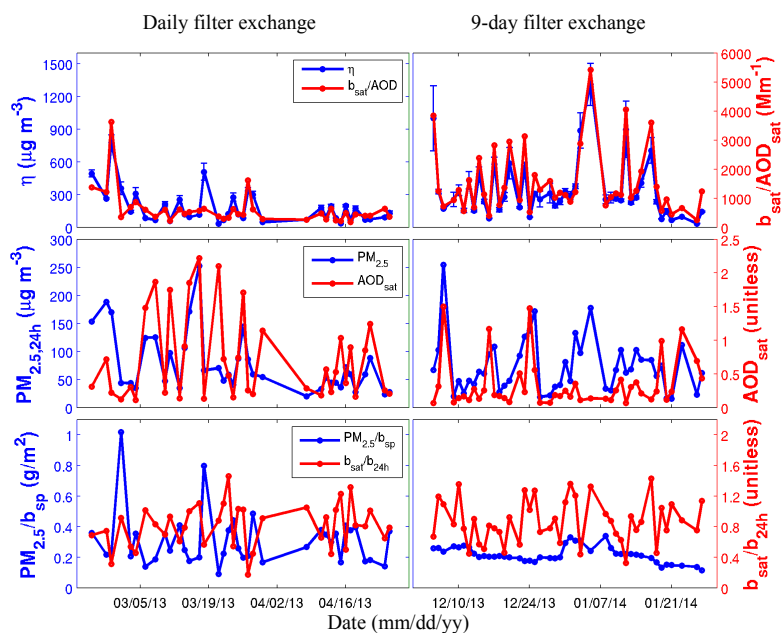 Daily filter exchange 9-day filter exchange
1500
1200
900
600
300
0
η (μg m⁻³)
η
b_sat/AOD
6000
5000
4000
3000
2000
1000
0
b_sat/AOD_sat (Mm⁻¹)
300
250
200
150
100
50
0
PM_2.5,24h (μg m⁻³)
PM_2.5
AOD_sat
2.5
2
1.5
1
0.5
0
AOD_sat (unitless)
1
0.8
0.6
0.4
0.2
0
PM_2.5/b_sp (g/m²)
PM_2.5/b_sp
b_sat/b_24h
2
1.6
1.2
0.8
0.4
0
b_sat/b_24h (unitless)
03/05/13 03/19/13 04/02/13 04/16/13 12/10/13 12/24/13 01/07/14 01/21/14
Date (mm/dd/yy)